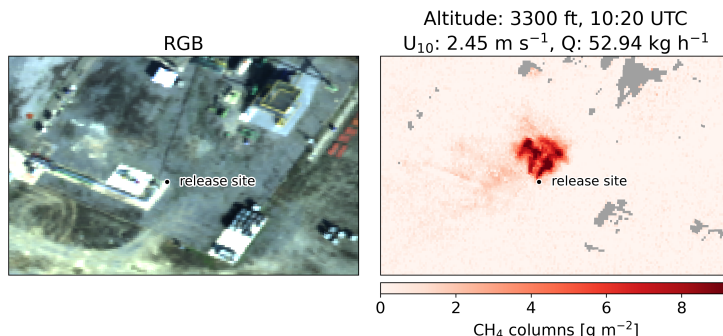 RGB
release site
Altitude: 3300 ft, 10:20 UTC
U₁₀: 2.45 m s⁻¹, Q: 52.94 kg h⁻¹
release site
0 2 4 6 8
CH₄ columns [g m⁻²]